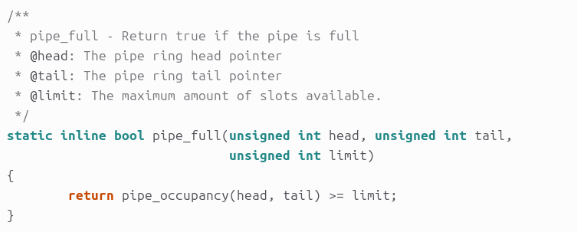 /**
 * pipe_full - Return true if the pipe is full
 * @head: The pipe ring head pointer
 * @tail: The pipe ring tail pointer
 * @limit: The maximum amount of slots available.
 */
static inline bool pipe_full(unsigned int head, unsigned int tail,
                             unsigned int limit)
{
        return pipe_occupancy(head, tail) >= limit;
}